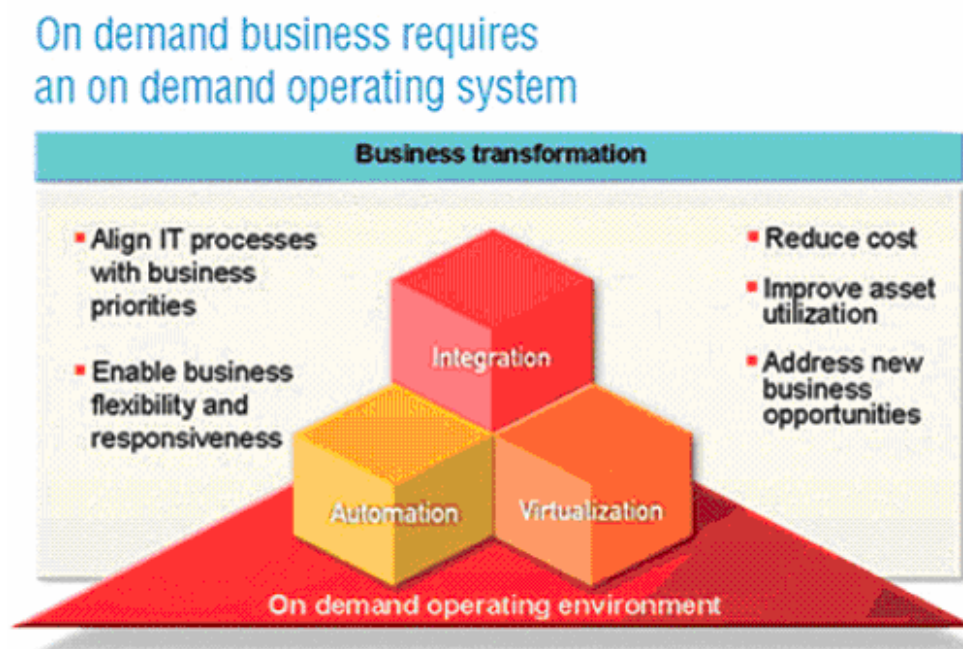 On demand business requires
an on demand operating system
Business transformation
▪ Align IT processes
with business
priorities
▪ Enable business
flexibility and
responsiveness
▪ Reduce cost
▪ Improve asset
utilization
▪ Address new
business
opportunities
Integration
Automation
Virtualization
On demand operating environment